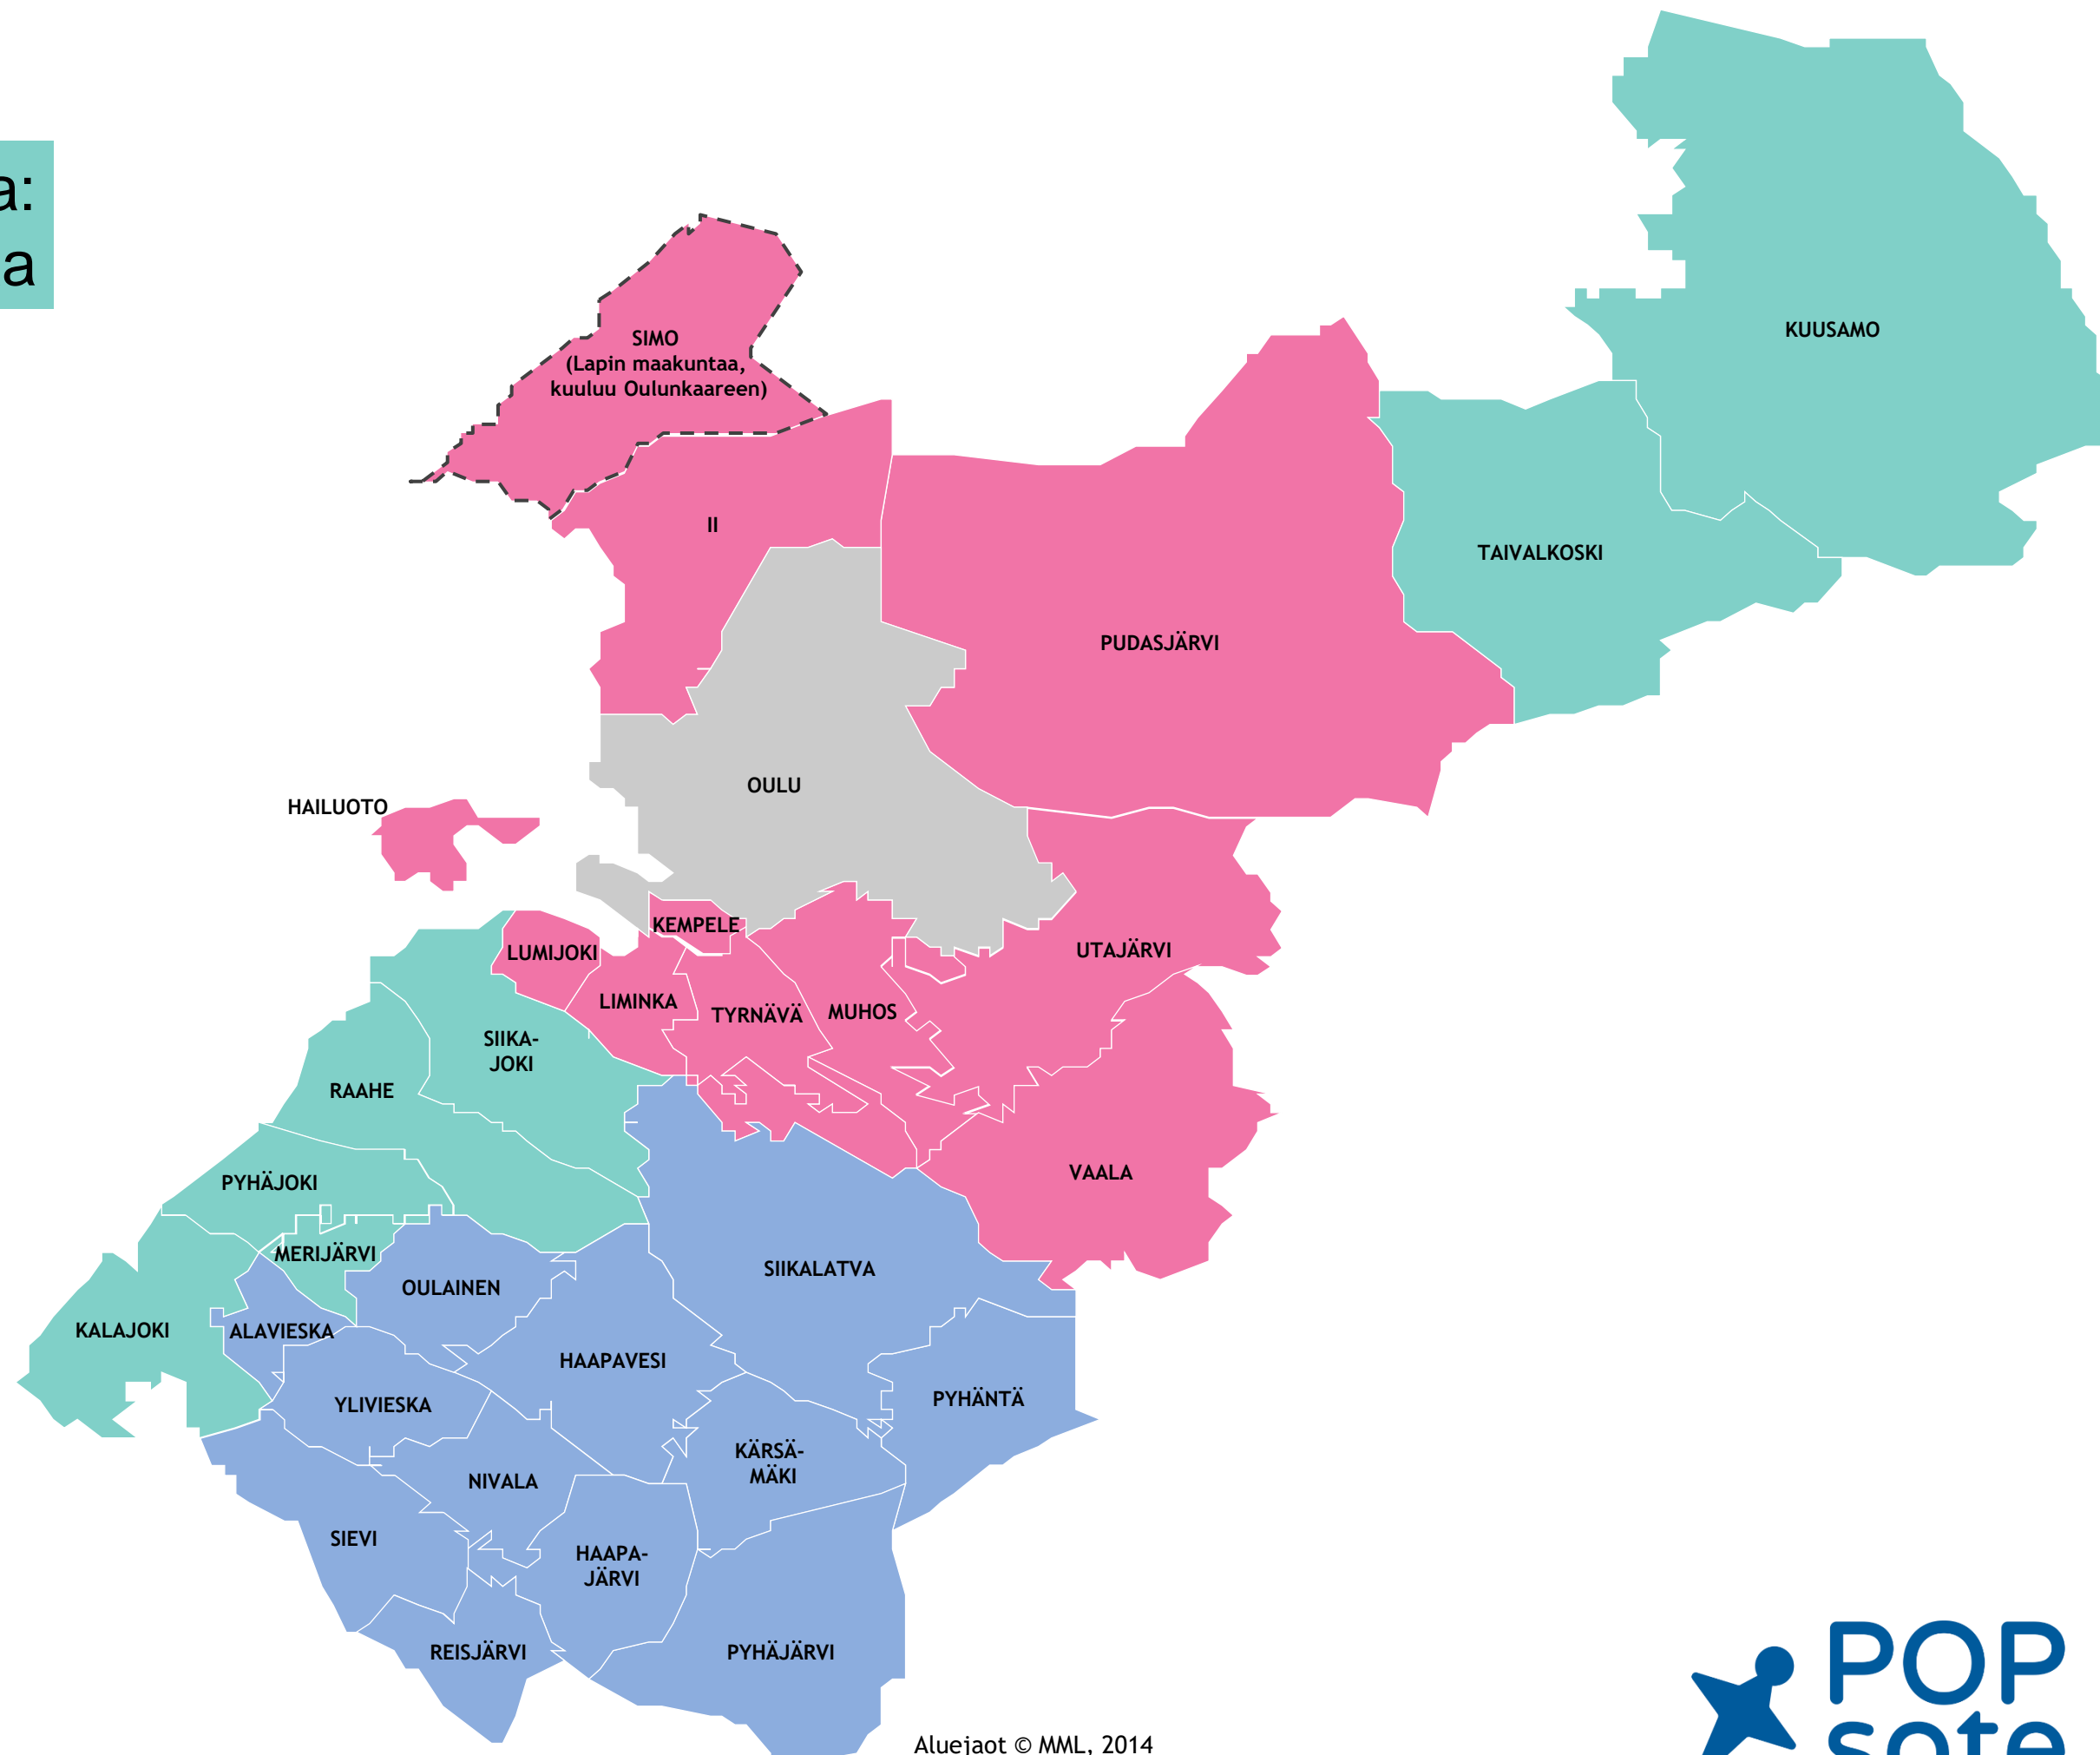 a:
a
KUUSAMO
SIMO
(Lapin maakuntaa,
kuuluu Oulunkaareen)
II
TAIVALKOSKI
PUDASJÄRVI
OULU
HAILUOTO
KEMPELE
LUMIJOKI
UTAJÄRVI
LIMINKA
TYRNÄVÄ
MUHOS
SIIKA-
JOKI
RAAHE
VAALA
PYHÄJOKI
MERIJÄRVI
SIIKALATVA
OULAINEN
KALAJOKI
ALAVIESKA
HAAPAVESI
PYHÄNTÄ
YLIVIESKA
KÄRSÄ-
MÄKI
NIVALA
SIEVI
HAAPA-
JÄRVI
REISJÄRVI
PYHÄJÄRVI
Aluejaot © MML, 2014
POP
sote